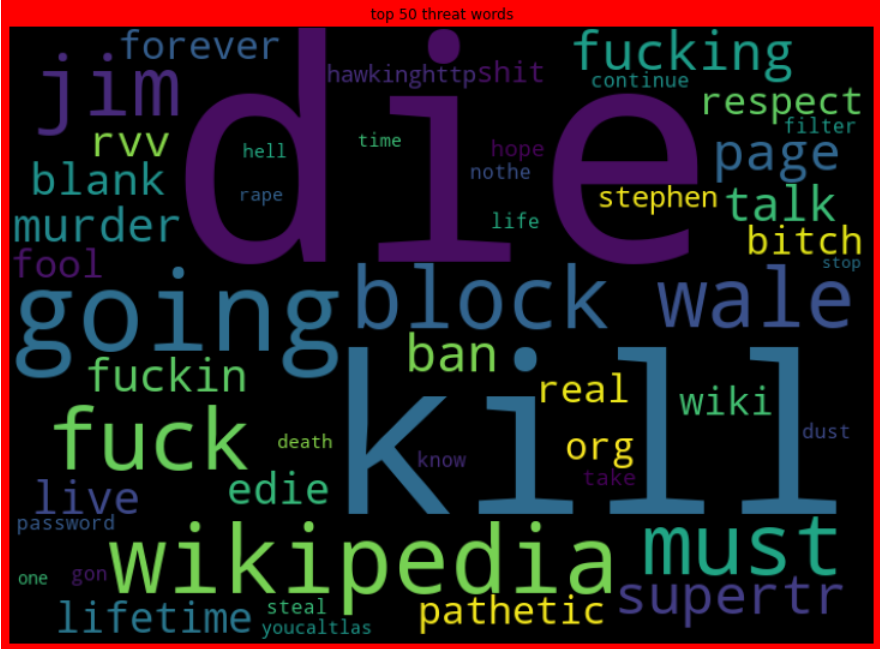 top 50 threat words
forever
fucking
jim
die
hawkinghttp
shit
continue
respect
filter
rvv
hell
time
hope
page
blank
rape
nothe
stephen
talk
murder
life
bitch
fool
stop
going
block
wale
ban
fuckin
real
wiki
fuck
kill
death
org
dust
know
take
live
edie
password
wikipedia
must
one
gon
supertr
lifetime
steal
pathetic
youcaltlas